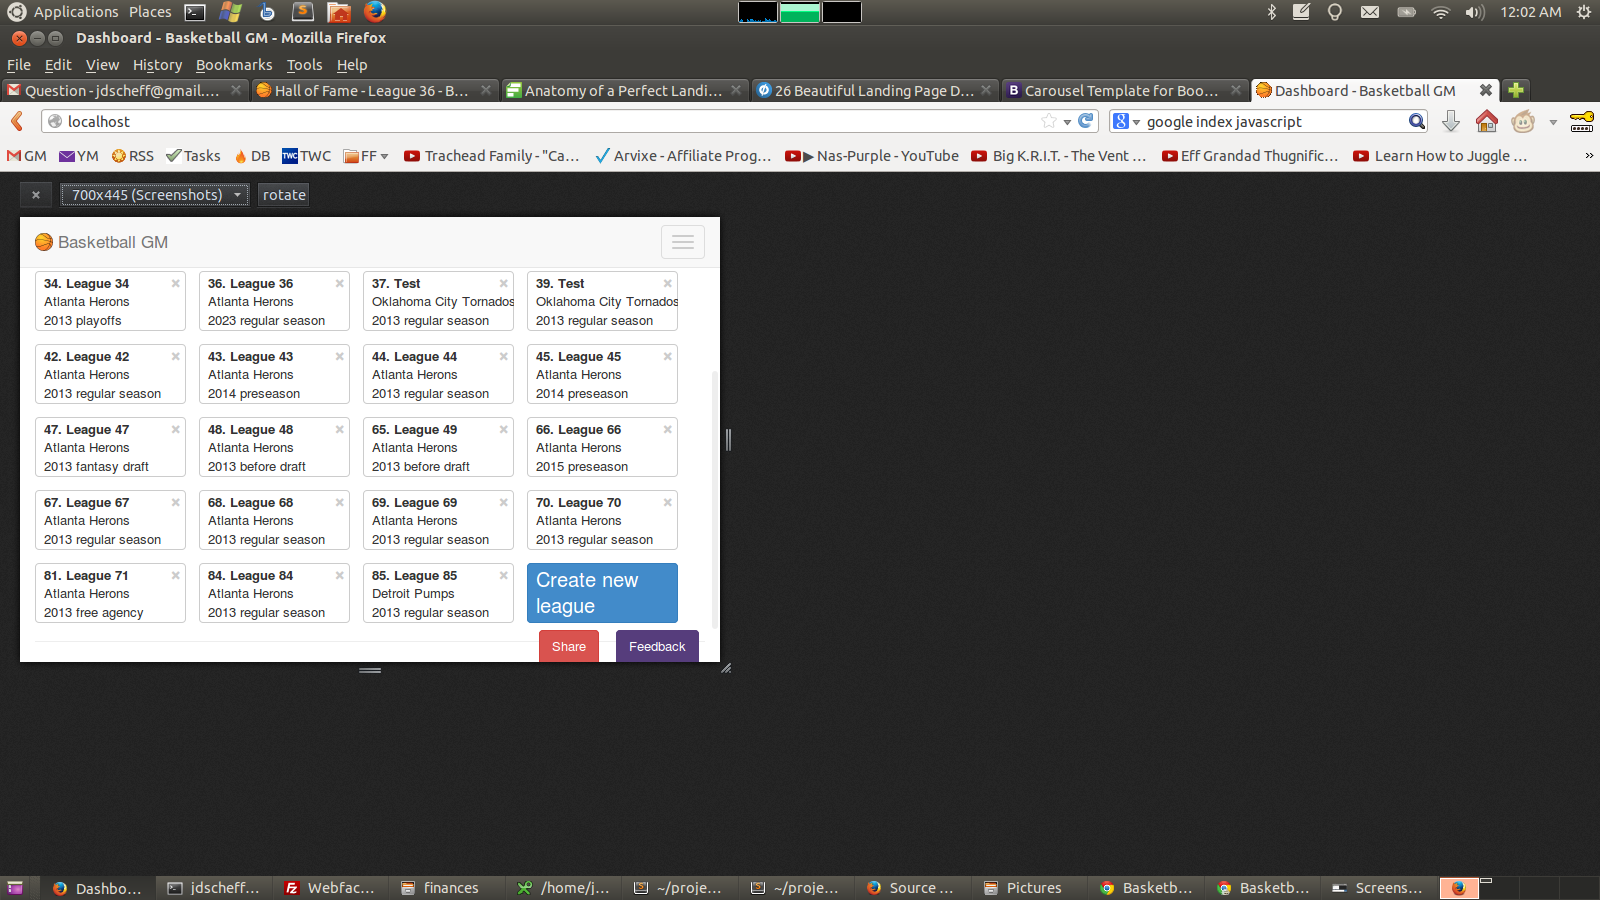 Applications Places
12:02 AM
Dashboard - Basketball GM - Mozilla Firefox
File Edit View History Bookmarks Tools Help
Question - jdscheff@gmail.... Hall of Fame - League 36 - B... Anatomy of a Perfect Landi... 26 Beautiful Landing Page D... B Carousel Template for Boo... Dashboard - Basketball GM
localhost 8 google index javascript
GM YM RSS Tasks DB TWC TWC FF Trachead Family - "Ca... Arvixe - Affiliate Prog... ▶ Nas-Purple - YouTube Big K.R.I.T. - The Vent ... Eff Grandad Thugnific... Learn How to Juggle ... »
× 700x445 (Screenshots) rotate
Basketball GM
34. League 34 × 36. League 36 × 37. Test × 39. Test ×
Atlanta Herons Atlanta Herons Oklahoma City Tornados Oklahoma City Tornados
2013 playoffs 2023 regular season 2013 regular season 2013 regular season
42. League 42 × 43. League 43 × 44. League 44 × 45. League 45 ×
Atlanta Herons Atlanta Herons Atlanta Herons Atlanta Herons
2013 regular season 2014 preseason 2013 regular season 2014 preseason
47. League 47 × 48. League 48 × 65. League 49 × 66. League 66 ×
Atlanta Herons Atlanta Herons Atlanta Herons Atlanta Herons
2013 fantasy draft 2013 before draft 2013 before draft 2015 preseason
67. League 67 × 68. League 68 × 69. League 69 × 70. League 70 ×
Atlanta Herons Atlanta Herons Atlanta Herons Atlanta Herons
2013 regular season 2013 regular season 2013 regular season 2013 regular season
81. League 71 × 84. League 84 × 85. League 85 × Create new
Atlanta Herons Atlanta Herons Detroit Pumps league
2013 free agency 2013 regular season 2013 regular season
Share Feedback
Dashbo... jdscheff... Fz Webfac... finances /home/j... ~/proje... ~/proje... Source ... Pictures Basketb... Basketb... Screens...